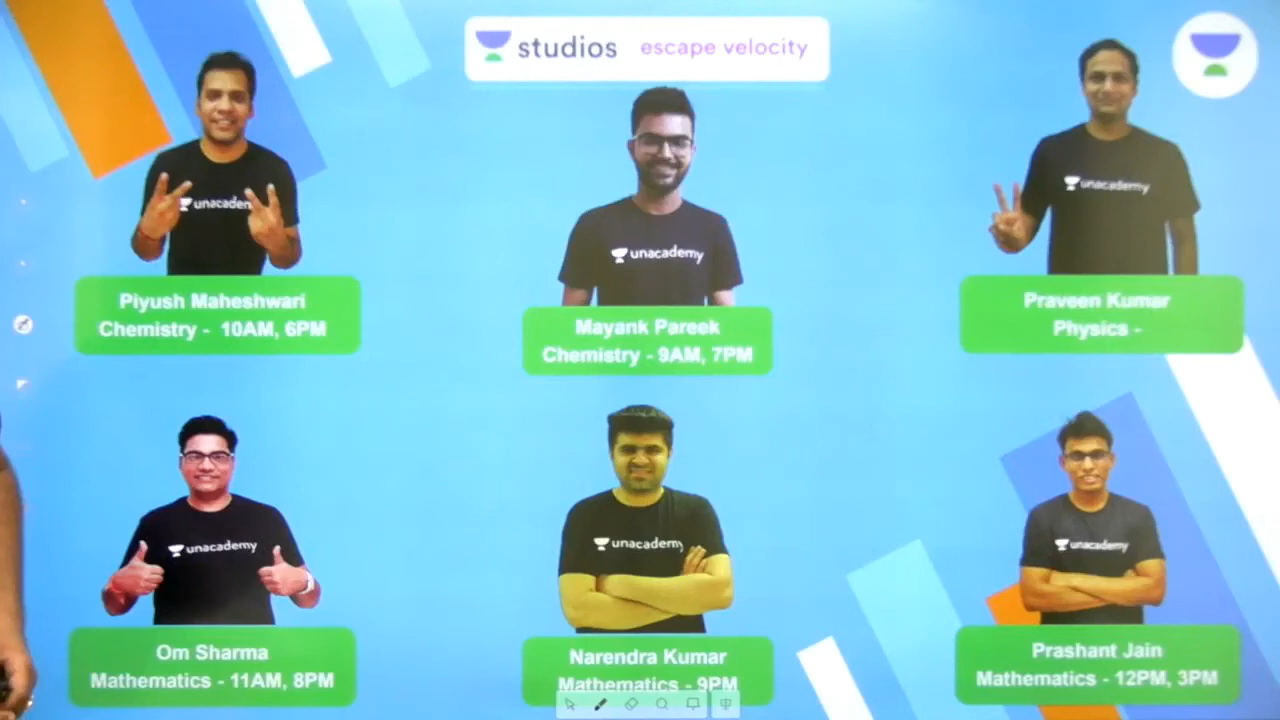 studios escape velocity
unacadem
unacademy
unacademy
Piyush Maheshwari
Chemistry - 10AM, 6PM
Mayank Pareek
Chemistry - 9AM, 7PM
Praveen Kumar
Physics -
unacademy
unacademy
unacademy
Om Sharma
Mathematics - 11AM, 8PM
Narendra Kumar
Mathematics - 9PM
Prashant Jain
Mathematics - 12PM, 3PM